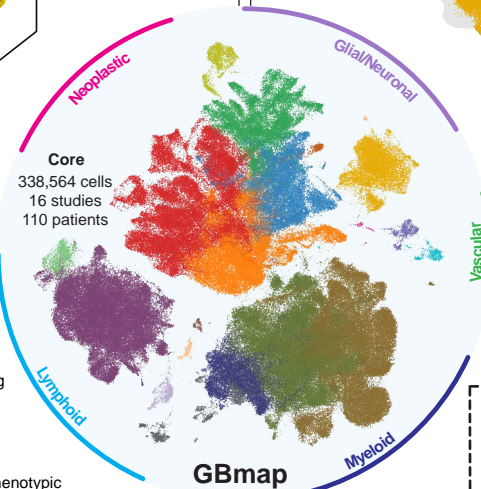 Neoplastic
Glial/Neuronal
Core
338,564 cells
16 studies
110 patients
Vascular
Lymphoid
Myeloid
GBmap
g
enotypic